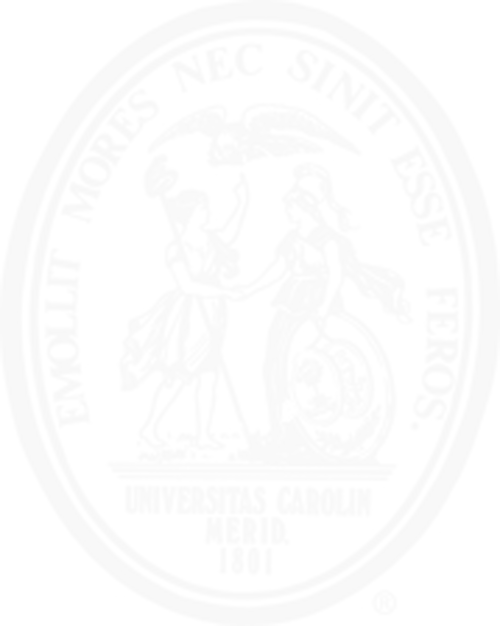 EMOLLIT MORES NEC SINIT ESSE FEROS.
UNIVERSITAS CAROLIN
MERID.
1801
®